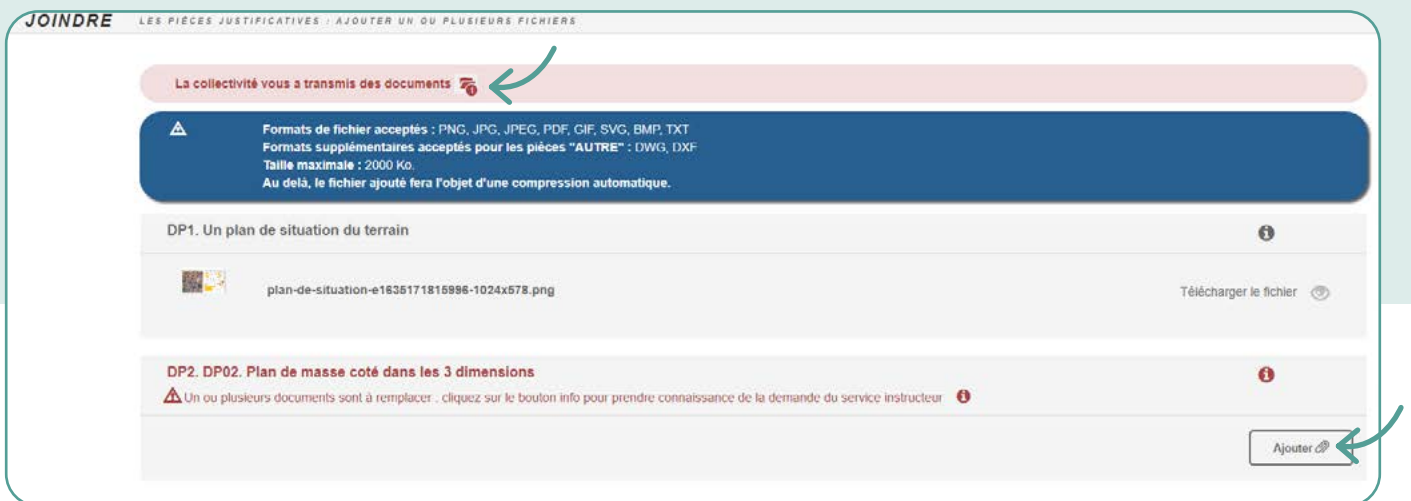 JOINDRE LES PIÈCES JUSTIFICATIVES : AJOUTER UN OU PLUSIEURS FICHIERS
La collectivité vous a transmis des documents 1
Formats de fichier acceptés : PNG, JPG, JPEG, PDF, GIF, SVG, BMP, TXT
Formats supplémentaires acceptés pour les pièces "AUTRE" : DWG, DXF
Taille maximale : 2000 Ko.
Au delà, le fichier ajouté fera l'objet d'une compression automatique.
DP1. Un plan de situation du terrain
plan-de-situation-e1635171815996-1024x578.png
Télécharger le fichier
DP2. DP02. Plan de masse coté dans les 3 dimensions
Un ou plusieurs documents sont à remplacer : cliquez sur le bouton info pour prendre connaissance de la demande du service instructeur
Ajouter